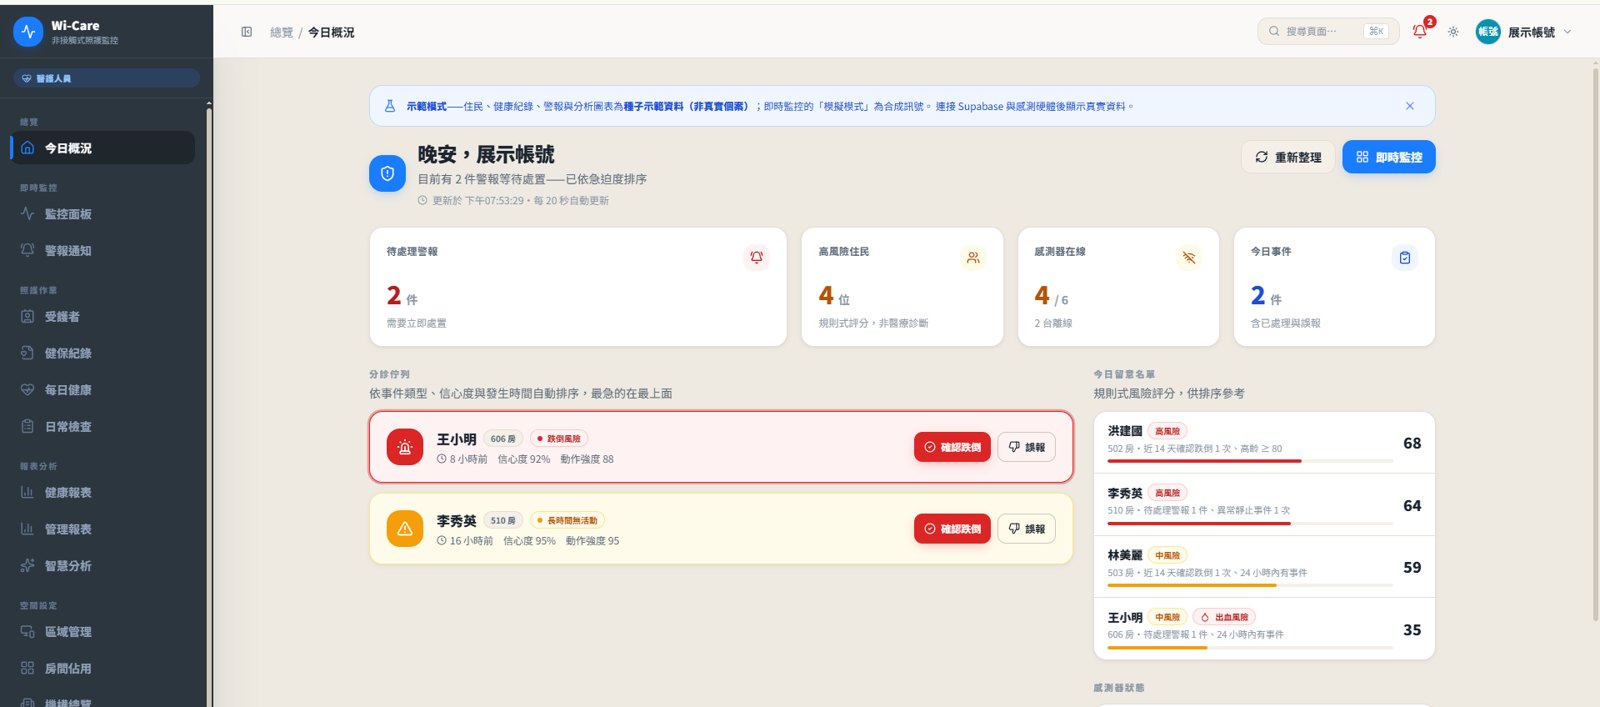 Wi-Care
非接觸式照護監控
醫護人員
總覽
今日概況
即時監控
監控面板
警報通知
照護作業
受護者
健保紀錄
每日健康
日常檢查
報表分析
健康報表
管理報表
智慧分析
空間設定
區域管理
房間佔用
機構總覽
總覽 / 今日概況
搜尋頁面… ⌘K
2
帳號 展示帳號
示範模式——住民、健康紀錄、警報與分析圖表為種子示範資料（非真實個案）；即時監控的「模擬模式」為合成訊號。 連接 Supabase 與感測硬體後顯示真實資料。
晚安，展示帳號
目前有 2 件警報等待處置——已依急迫度排序
更新於 下午07:53:29・每 20 秒自動更新
重新整理
即時監控
待處理警報
2 件
需要立即處置
高風險住民
4 位
規則式評分，非醫療診斷
感測器在線
4 / 6
2 台離線
今日事件
2 件
含已處理與誤報
分診佇列
依事件類型、信心度與發生時間自動排序，最急的在最上面
王小明 606 房 跌倒風險
8 小時前 信心度 92% 動作強度 88
確認跌倒 誤報
李秀英 510 房 長時間無活動
16 小時前 信心度 95% 動作強度 95
確認跌倒 誤報
今日留意名單
規則式風險評分，供排序參考
洪建國 高風險
502 房・近 14 天確認跌倒 1 次、高齡 ≥ 80
68
李秀英 高風險
510 房・待處理警報 1 件、異常靜止事件 1 次
64
林美麗 中風險
503 房・近 14 天確認跌倒 1 次、24 小時內有事件
59
王小明 中風險 出血風險
606 房・待處理警報 1 件、24 小時內有事件
35
感測器狀態